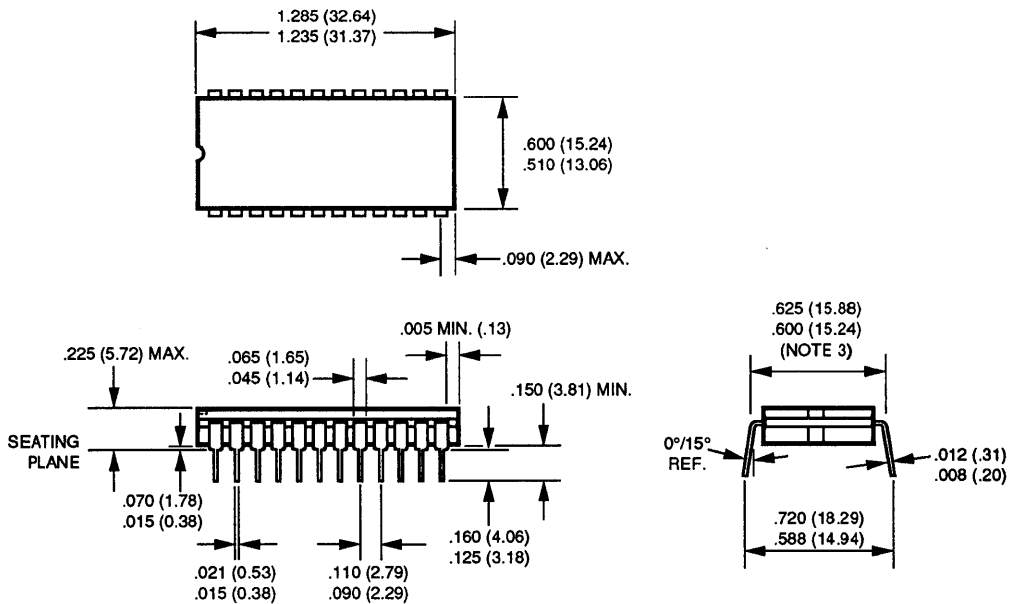 1.285 (32.64)
1.235 (31.37)
.600 (15.24)
.510 (13.06)
.090 (2.29) MAX.
.225 (5.72) MAX.
.065 (1.65)
.045 (1.14)
.005 MIN. (.13)
.150 (3.81) MIN.
SEATING
PLANE
.070 (1.78)
.015 (0.38)
.021 (0.53)
.015 (0.38)
.110 (2.79)
.090 (2.29)
.160 (4.06)
.125 (3.18)
.625 (15.88)
.600 (15.24)
(NOTE 3)
0°/15°
REF.
.012 (.31)
.008 (.20)
.720 (18.29)
.588 (14.94)